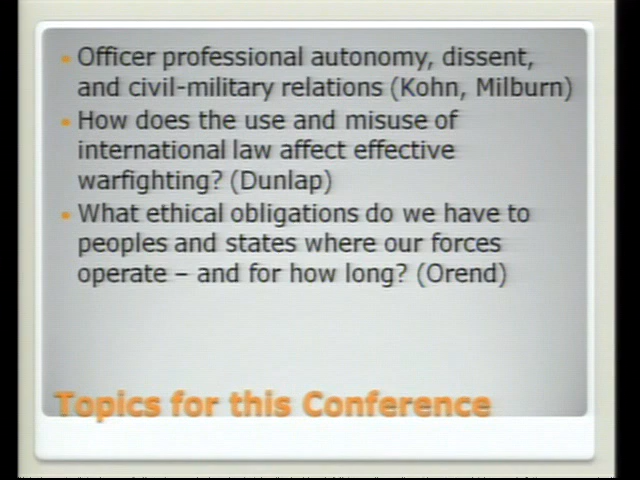 Officer professional autonomy, dissent,
and civil-military relations (Kohn, Milburn)
How does the use and misuse of
international law affect effective
warfighting? (Dunlap)
What ethical obligations do we have to
peoples and states where our forces
operate – and for how long? (Orend)
Topics for this Conference